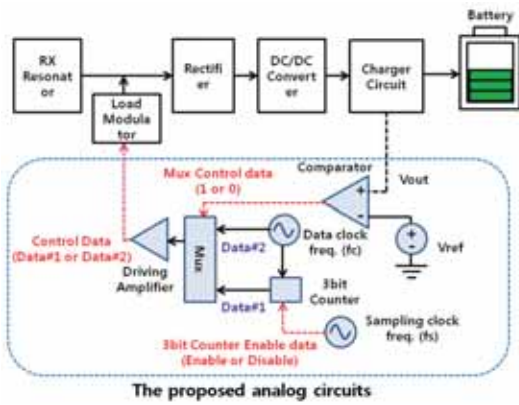 Battery
RX
Resonat
or
Rectifi
er
DC/DC
Convert
er
Charger
Circuit
Load
Modula
tor
Comparator
Mux Control data
(1 or 0)
Vout
+
-
Control Data
(Data#1 or Data#2)
Driving
Amplifier
Mux
Data#2
Data clock
freq. (fc)
Vref
Data#1
3bit
Counter
3bit Counter Enable data
(Enable or Disable)
Sampling clock
freq. (fs)
The proposed analog circuits